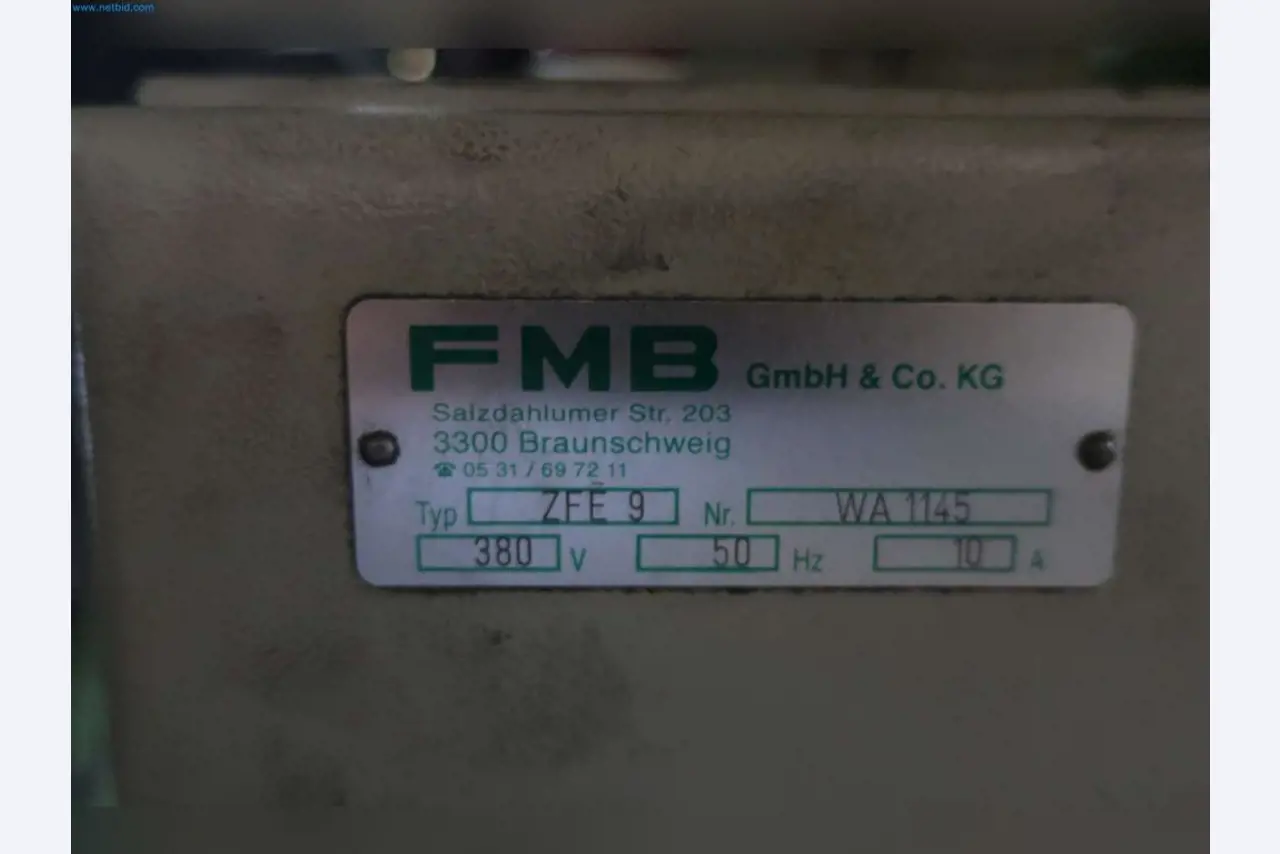 www.netbid.com
FMB GmbH & Co. KG
Salzdahlumer Str. 203
3300 Braunschweig
☎ 05 31 / 69 72 11
Typ ZFE 9 Nr. WA 1145
380 V 50 Hz 10 A